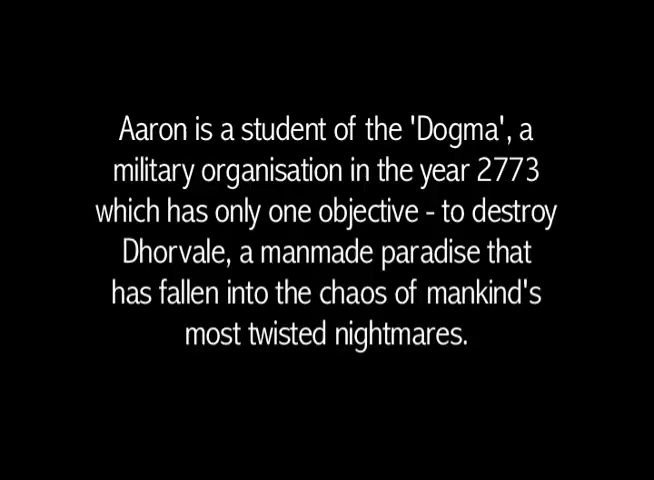 Aaron is a student of the 'Dogma', a
military organisation in the year 2773
which has only one objective - to destroy
Dhorvale, a manmade paradise that
has fallen into the chaos of mankind's
most twisted nightmares.